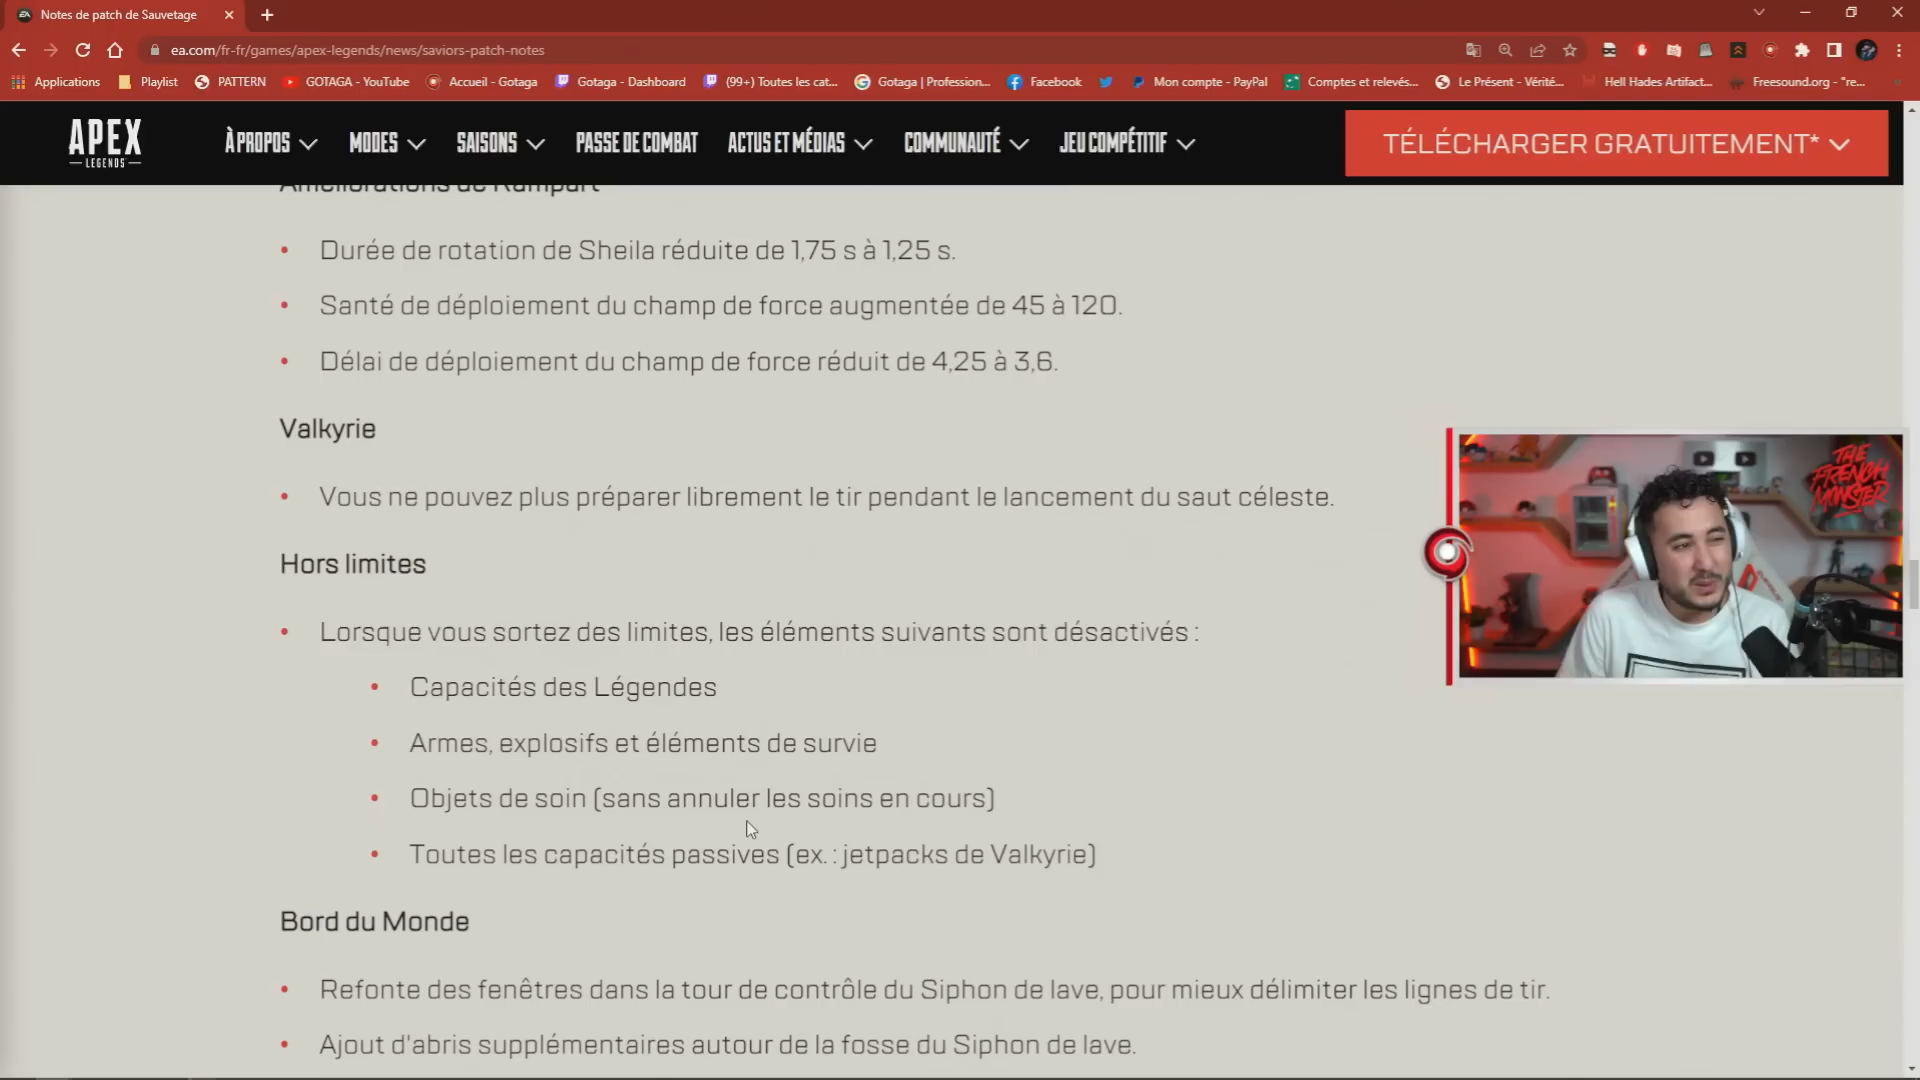 Notes de patch de Sauvetage
ea.com/fr-fr/games/apex-legends/news/saviors-patch-notes
Applications
Playlist
PATTERN
GOTAGA - YouTube
Accueil - Gotaga
Gotaga - Dashboard
(99+) Toutes les cat...
Gotaga | Profession...
Facebook
Mon compte - PayPal
Comptes et relevés...
Le Présent - Vérité...
Hell Hades Artifact...
Freesound.org - "re...
APEX
LEGENDS
À PROPOS
MODES
SAISONS
PASSE DE COMBAT
ACTUS ET MÉDIAS
COMMUNAUTÉ
JEU COMPÉTITIF
TÉLÉCHARGER GRATUITEMENT*
Améliorations de Rampart
• Durée de rotation de Sheila réduite de 1,75 s à 1,25 s.
• Santé de déploiement du champ de force augmentée de 45 à 120.
• Délai de déploiement du champ de force réduit de 4,25 à 3,6.
Valkyrie
• Vous ne pouvez plus préparer librement le tir pendant le lancement du saut céleste.
THE
FRENCH
MONSTER
Hors limites
• Lorsque vous sortez des limites, les éléments suivants sont désactivés :
• Capacités des Légendes
• Armes, explosifs et éléments de survie
• Objets de soin (sans annuler les soins en cours)
• Toutes les capacités passives (ex. : jetpacks de Valkyrie)
Bord du Monde
• Refonte des fenêtres dans la tour de contrôle du Siphon de lave, pour mieux délimiter les lignes de tir.
• Ajout d'abris supplémentaires autour de la fosse du Siphon de lave.